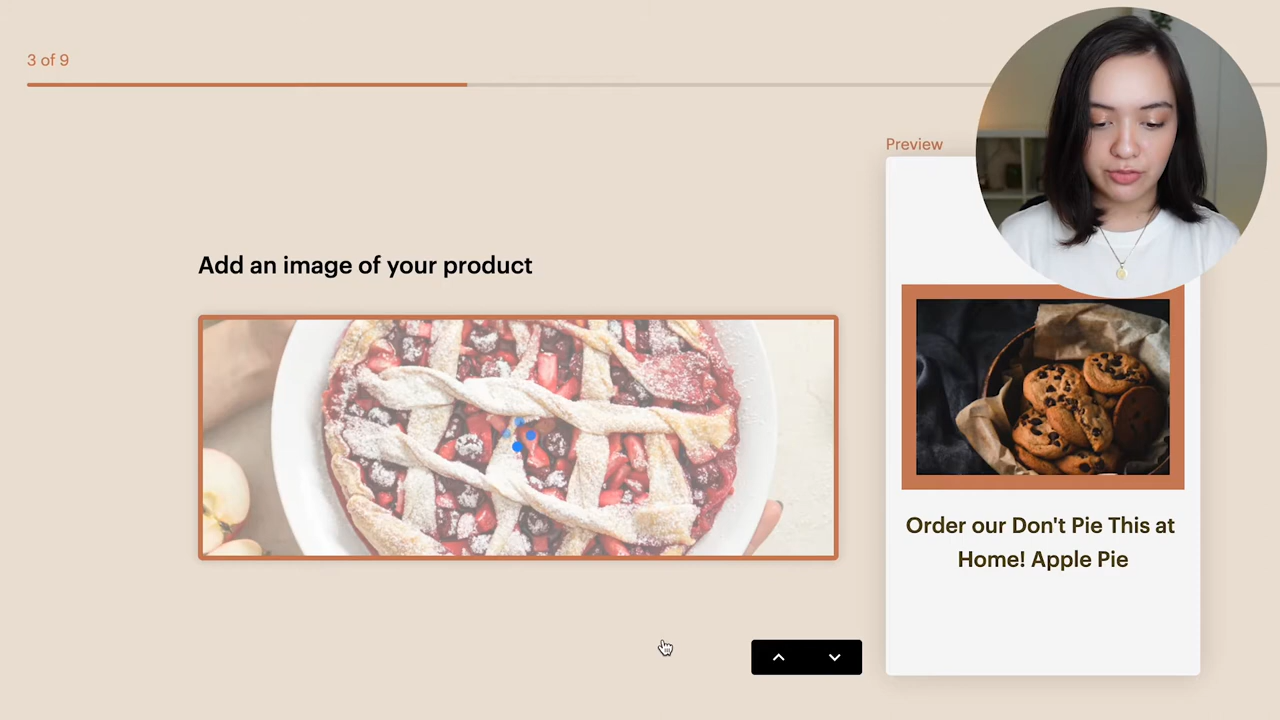 3 of 9
Preview
Add an image of your product
Order our Don't Pie This at
Home! Apple Pie